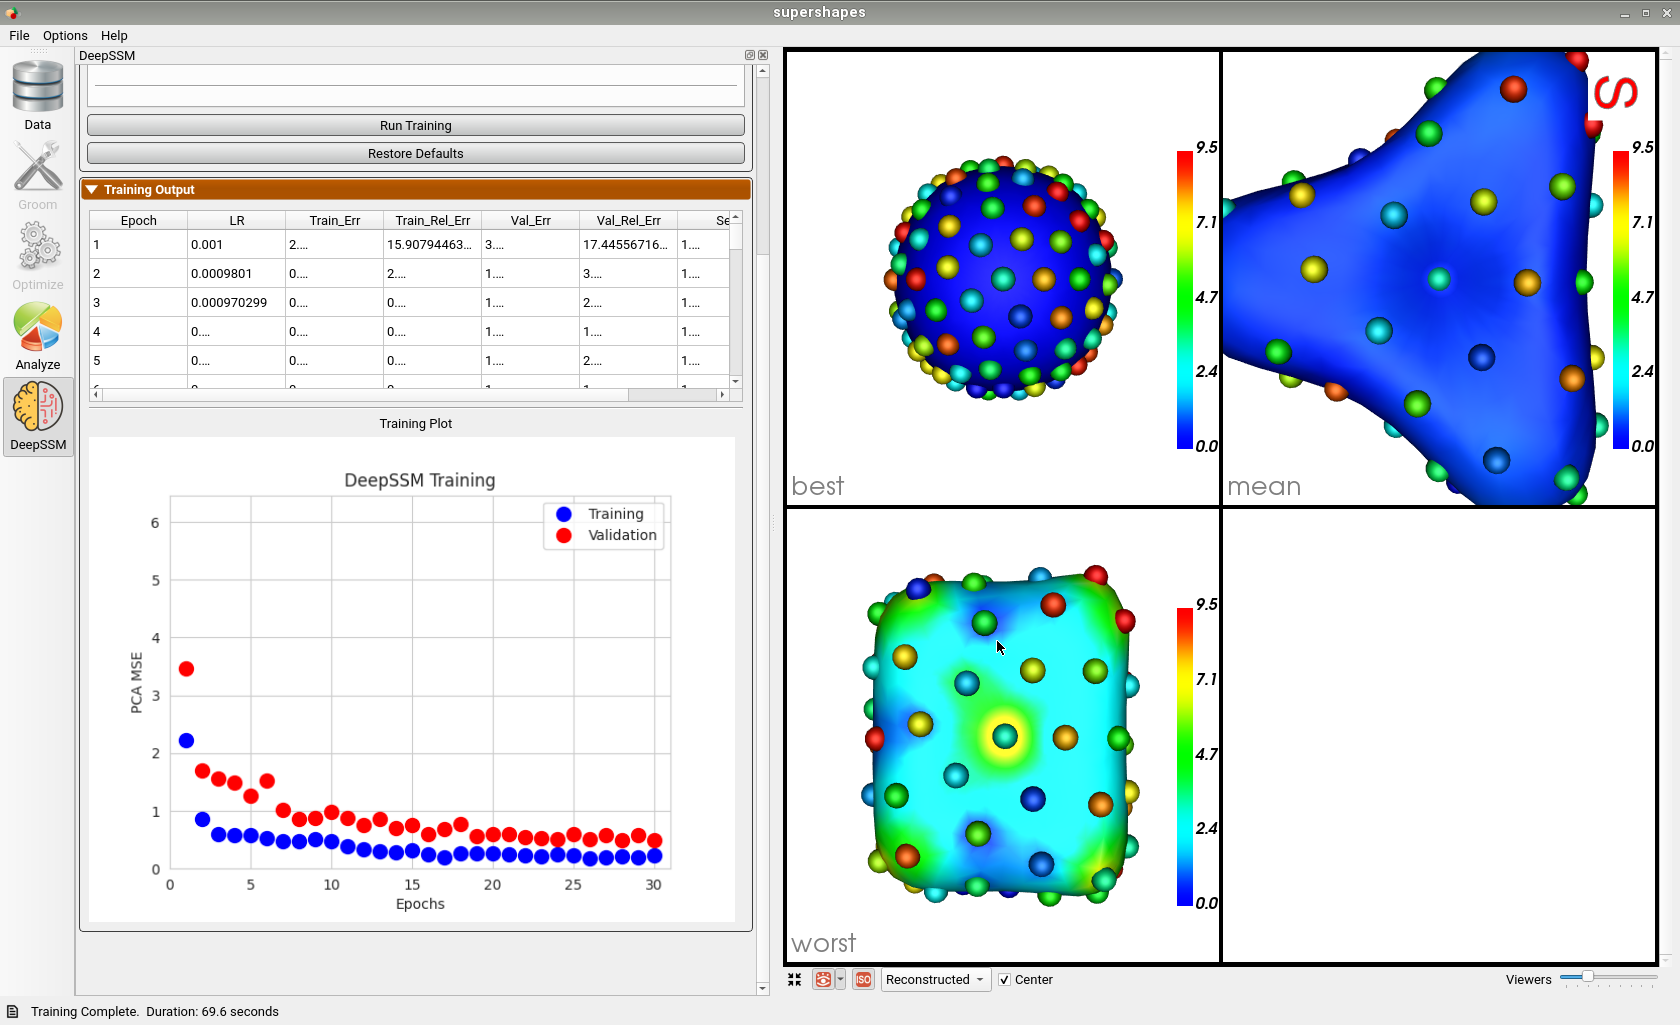 supershapes
File Options Help
DeepSSM
Data
Groom
Optimize
Analyze
DeepSSM
Run Training
Restore Defaults
Training Output
Epoch LR Train_Err Train_Rel_Err Val_Err Val_Rel_Err Se
1 0.001 2.... 15.90794463... 3.... 17.44556716... 1....
2 0.0009801 0.... 2.... 1.... 3.... 1....
3 0.000970299 0.... 0.... 1.... 2.... 1....
4 0.... 0.... 0.... 1.... 1.... 1....
5 0.... 0.... 0.... 1.... 2.... 1....
Training Plot
DeepSSM Training
Training
Validation
PCA MSE
6
5
4
3
2
1
0
0 5 10 15 20 25 30
Epochs
9.5
7.1
4.7
2.4
0.0
best
S
9.5
7.1
4.7
2.4
0.0
mean
9.5
7.1
4.7
2.4
0.0
worst
ISO Reconstructed Center
Viewers
Training Complete. Duration: 69.6 seconds